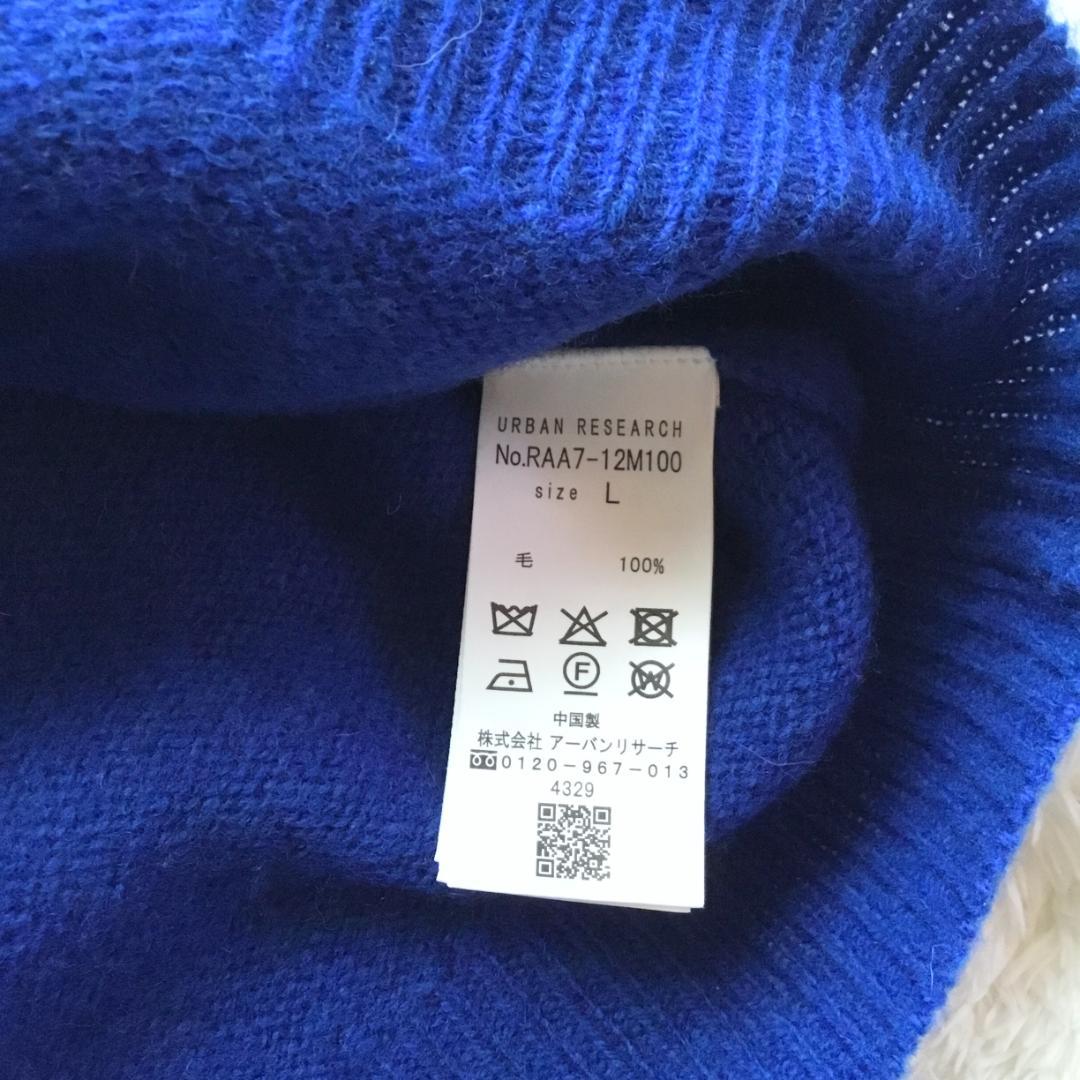 URBAN RESEARCH
No.RAA7-12M100
size L
毛 100%
F W
中国製
株式会社 アーバンリサーチ
0120-967-013
4329